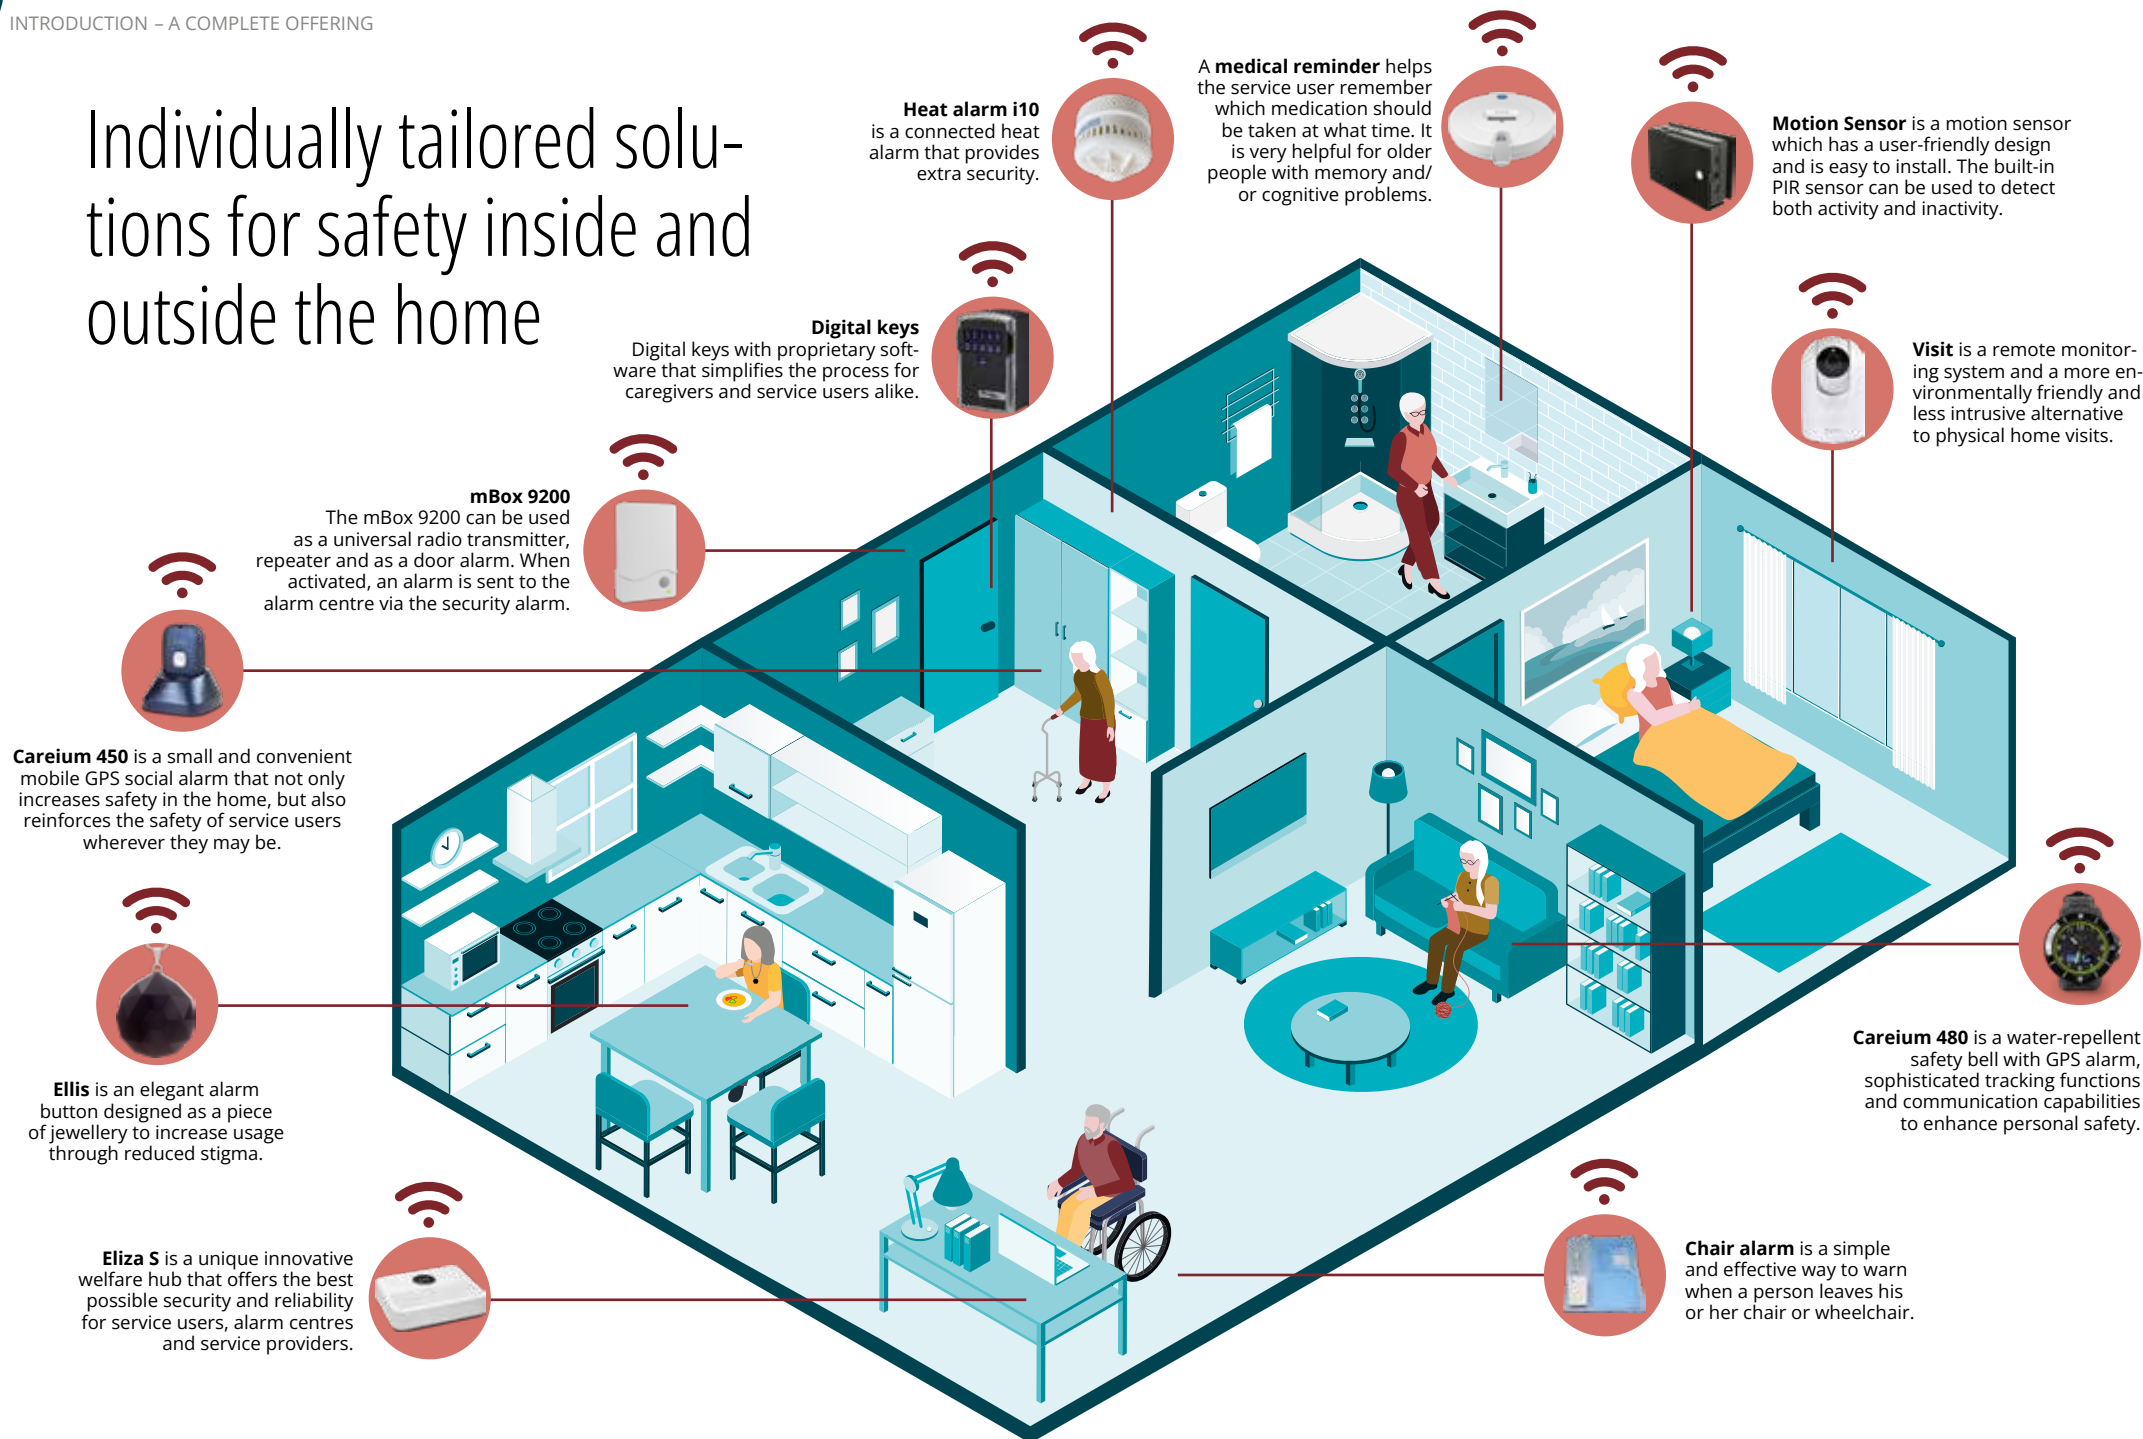 INTRODUCTION – A COMPLETE OFFERING
Individually tailored solu-
tions for safety inside and
outside the home
Heat alarm i10
is a connected heat
alarm that provides
extra security.
A medical reminder helps
the service user remember
which medication should
be taken at what time. It
is very helpful for older
people with memory and/
or cognitive problems.
Motion Sensor is a motion sensor
which has a user-friendly design
and is easy to install. The built-in
PIR sensor can be used to detect
both activity and inactivity.
Digital keys
Digital keys with proprietary soft-
ware that simplifies the process for
caregivers and service users alike.
Visit is a remote monitor-
ing system and a more en-
vironmentally friendly and
less intrusive alternative
to physical home visits.
mBox 9200
The mBox 9200 can be used
as a universal radio transmitter,
repeater and as a door alarm. When
activated, an alarm is sent to the
alarm centre via the security alarm.
Careium 450 is a small and convenient
mobile GPS social alarm that not only
increases safety in the home, but also
reinforces the safety of service users
wherever they may be.
Ellis is an elegant alarm
button designed as a piece
of jewellery to increase usage
through reduced stigma.
Careium 480 is a water-repellent
safety bell with GPS alarm,
sophisticated tracking functions
and communication capabilities
to enhance personal safety.
Eliza S is a unique innovative
welfare hub that offers the best
possible security and reliability
for service users, alarm centres
and service providers.
Chair alarm is a simple
and effective way to warn
when a person leaves his
or her chair or wheelchair.